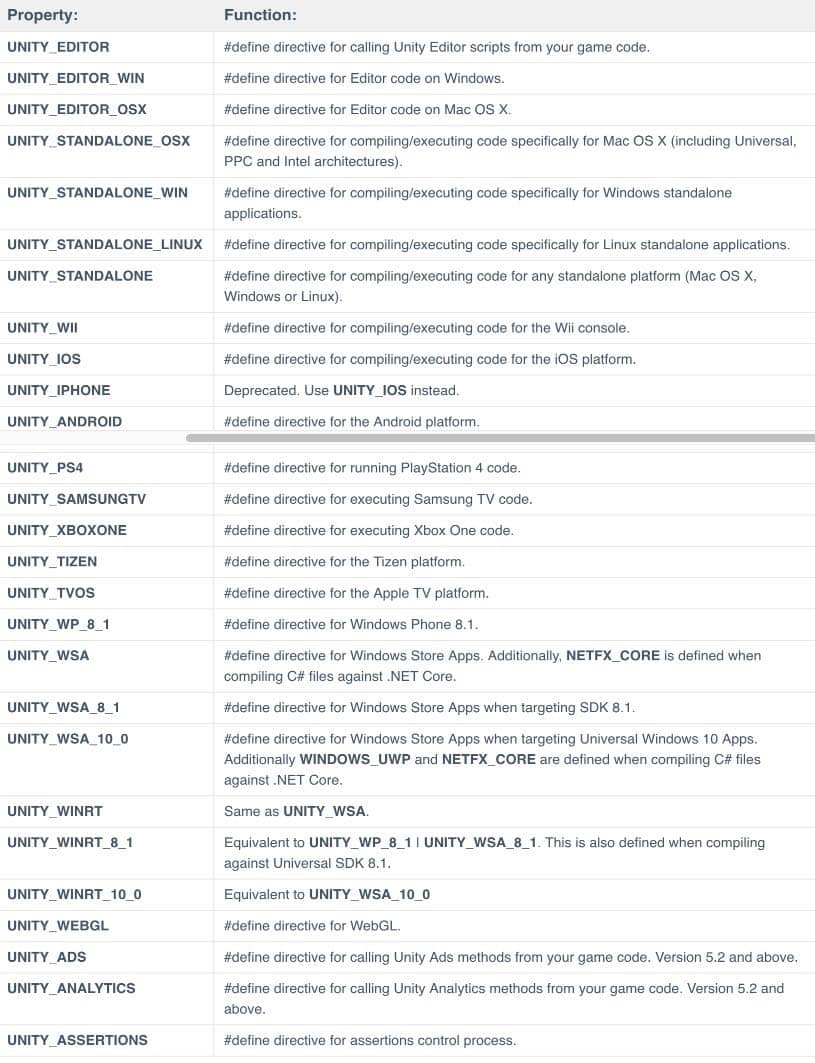 Property: Function:
UNITY_EDITOR #define directive for calling Unity Editor scripts from your game code.
UNITY_EDITOR_WIN #define directive for Editor code on Windows.
UNITY_EDITOR_OSX #define directive for Editor code on Mac OS X.
UNITY_STANDALONE_OSX #define directive for compiling/executing code specifically for Mac OS X (including Universal,
PPC and Intel architectures).
UNITY_STANDALONE_WIN #define directive for compiling/executing code specifically for Windows standalone
applications.
UNITY_STANDALONE_LINUX #define directive for compiling/executing code specifically for Linux standalone applications.
UNITY_STANDALONE #define directive for compiling/executing code for any standalone platform (Mac OS X,
Windows or Linux).
UNITY_WII #define directive for compiling/executing code for the Wii console.
UNITY_IOS #define directive for compiling/executing code for the iOS platform.
UNITY_IPHONE Deprecated. Use UNITY_IOS instead.
UNITY_ANDROID #define directive for the Android platform.
UNITY_PS4 #define directive for running PlayStation 4 code.
UNITY_SAMSUNGTV #define directive for executing Samsung TV code.
UNITY_XBOXONE #define directive for executing Xbox One code.
UNITY_TIZEN #define directive for the Tizen platform.
UNITY_TVOS #define directive for the Apple TV platform.
UNITY_WP_8_1 #define directive for Windows Phone 8.1.
UNITY_WSA #define directive for Windows Store Apps. Additionally, NETFX_CORE is defined when
compiling C# files against .NET Core.
UNITY_WSA_8_1 #define directive for Windows Store Apps when targeting SDK 8.1.
UNITY_WSA_10_0 #define directive for Windows Store Apps when targeting Universal Windows 10 Apps.
Additionally WINDOWS_UWP and NETFX_CORE are defined when compiling C# files
against .NET Core.
UNITY_WINRT Same as UNITY_WSA.
UNITY_WINRT_8_1 Equivalent to UNITY_WP_8_1 | UNITY_WSA_8_1. This is also defined when compiling
against Universal SDK 8.1.
UNITY_WINRT_10_0 Equivalent to UNITY_WSA_10_0
UNITY_WEBGL #define directive for WebGL.
UNITY_ADS #define directive for calling Unity Ads methods from your game code. Version 5.2 and above.
UNITY_ANALYTICS #define directive for calling Unity Analytics methods from your game code. Version 5.2 and
above.
UNITY_ASSERTIONS #define directive for assertions control process.